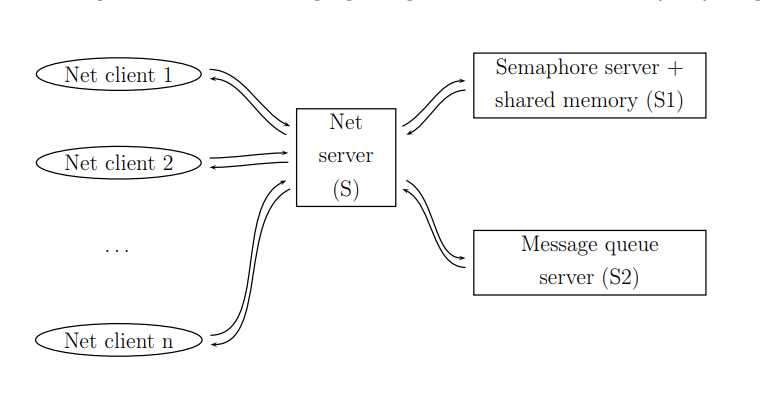 Net client 1
Net client 2
. . .
Net client n
Net
server
(S)
Semaphore server +
shared memory (S1)
Message queue
server (S2)